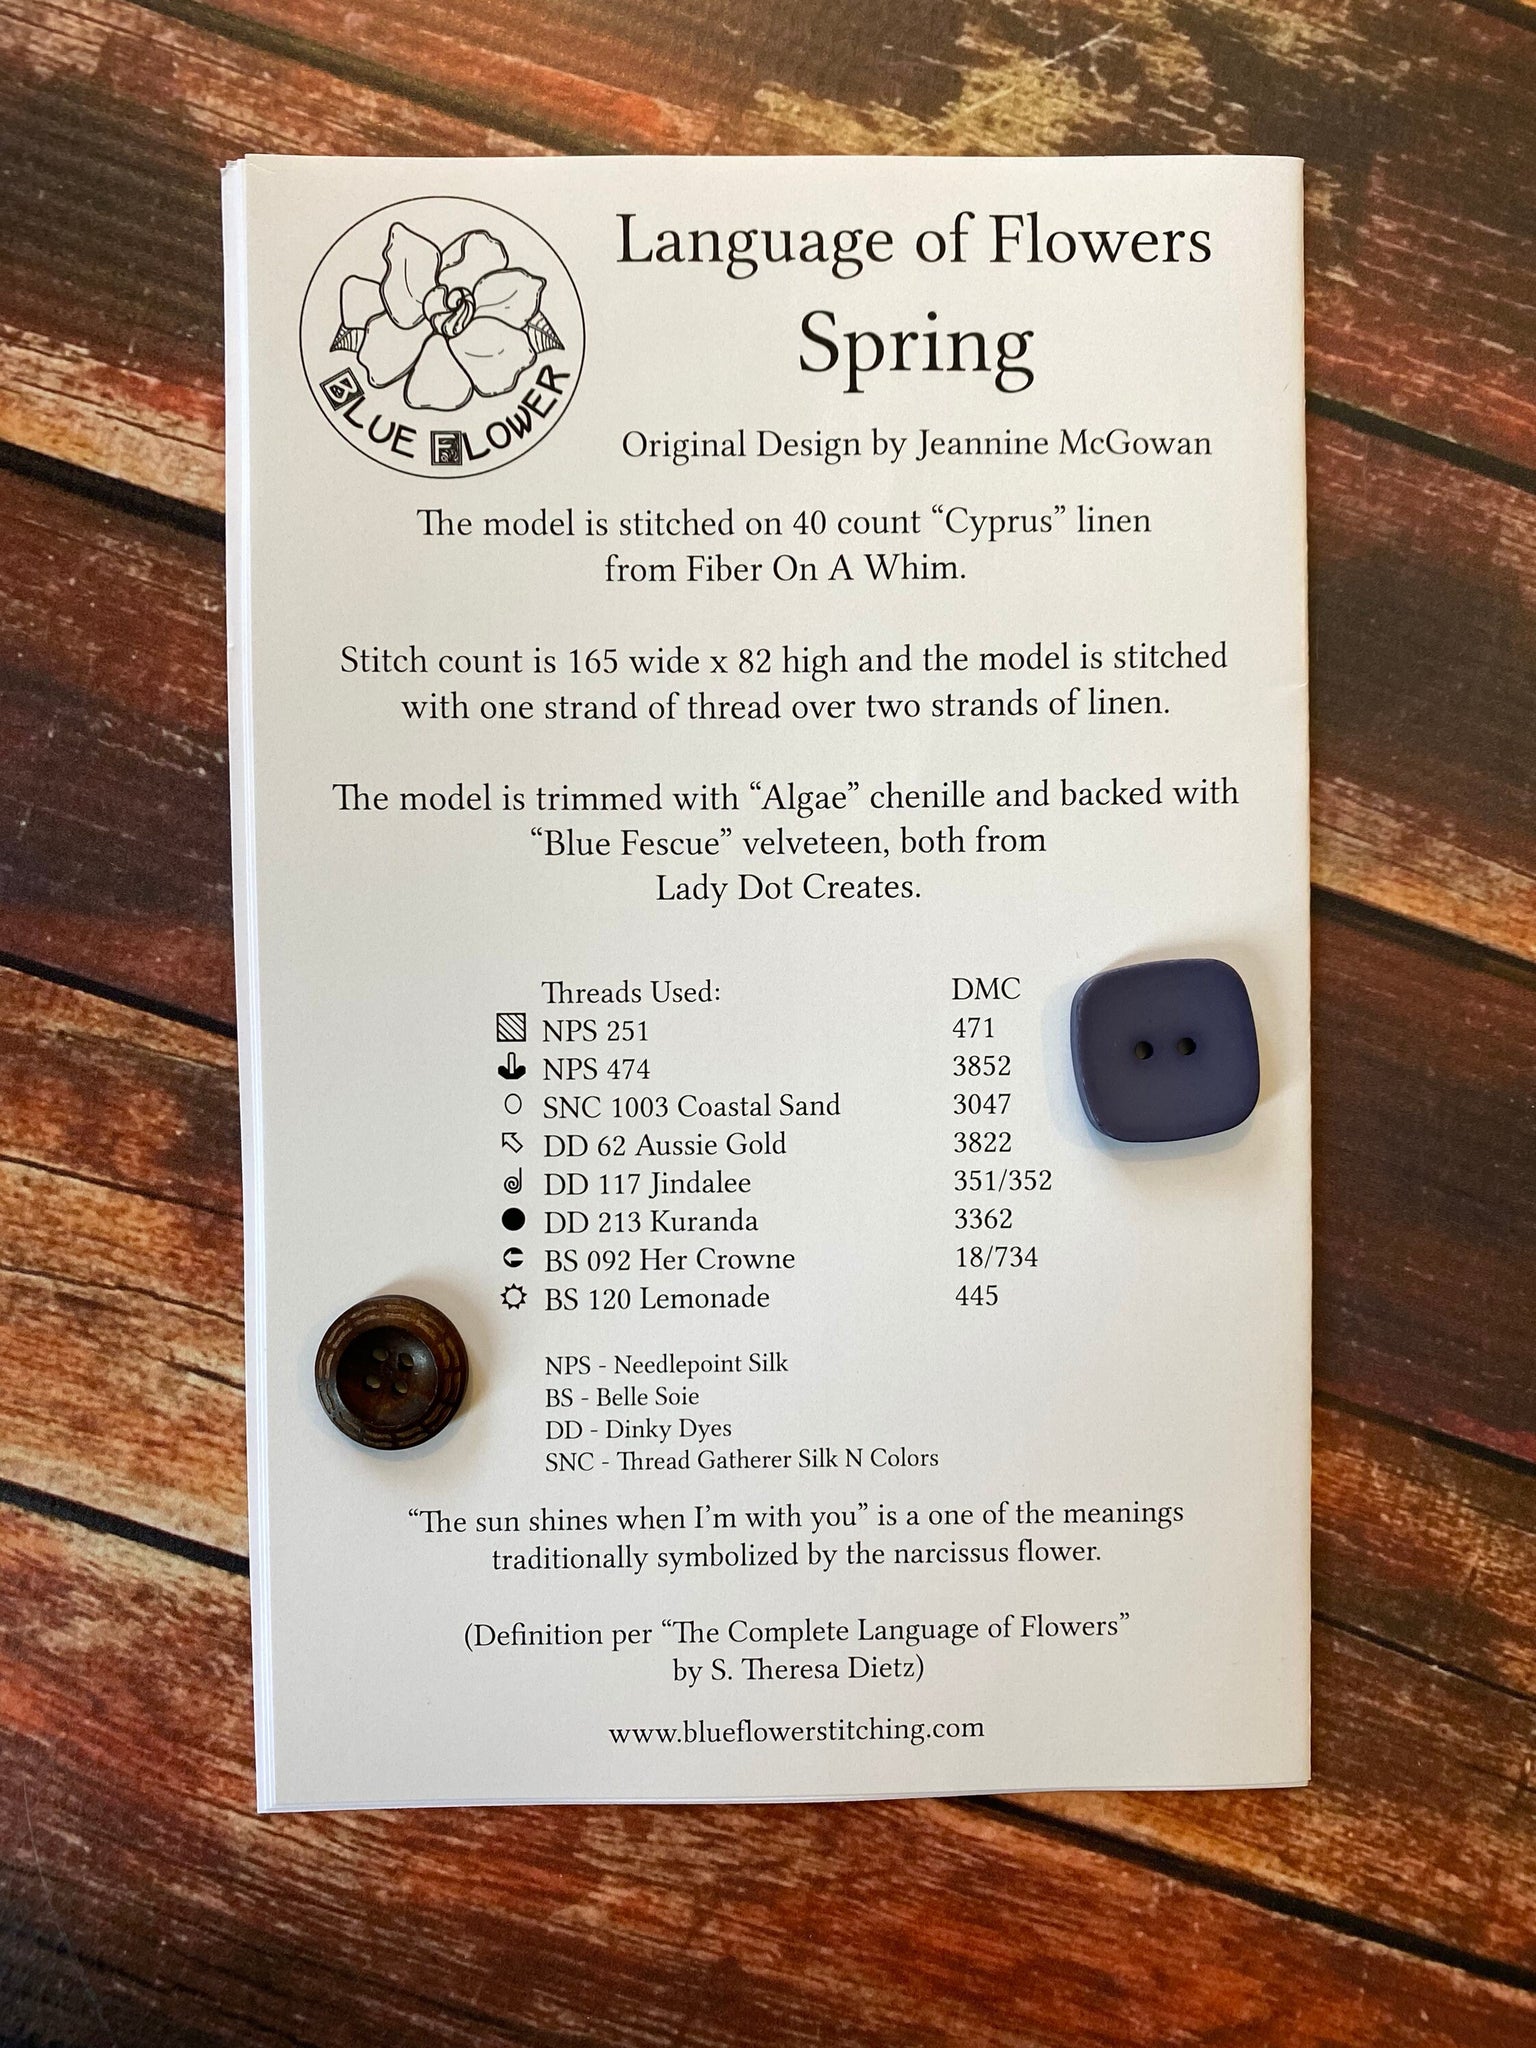 BLUE FLOWER
Language of Flowers
Spring
Original Design by Jeannine McGowan
The model is stitched on 40 count “Cyprus” linen
from Fiber On A Whim.
Stitch count is 165 wide x 82 high and the model is stitched
with one strand of thread over two strands of linen.
The model is trimmed with “Algae” chenille and backed with
“Blue Fescue” velveteen, both from
Lady Dot Creates.
Threads Used: DMC
NPS 251 471
NPS 474 3852
SNC 1003 Coastal Sand 3047
DD 62 Aussie Gold 3822
DD 117 Jindalee 351/352
DD 213 Kuranda 3362
BS 092 Her Crowne 18/734
BS 120 Lemonade 445
NPS - Needlepoint Silk
BS - Belle Soie
DD - Dinky Dyes
SNC - Thread Gatherer Silk N Colors
“The sun shines when I’m with you” is a one of the meanings
traditionally symbolized by the narcissus flower.
(Definition per “The Complete Language of Flowers”
by S. Theresa Dietz)
www.blueflowerstitching.com